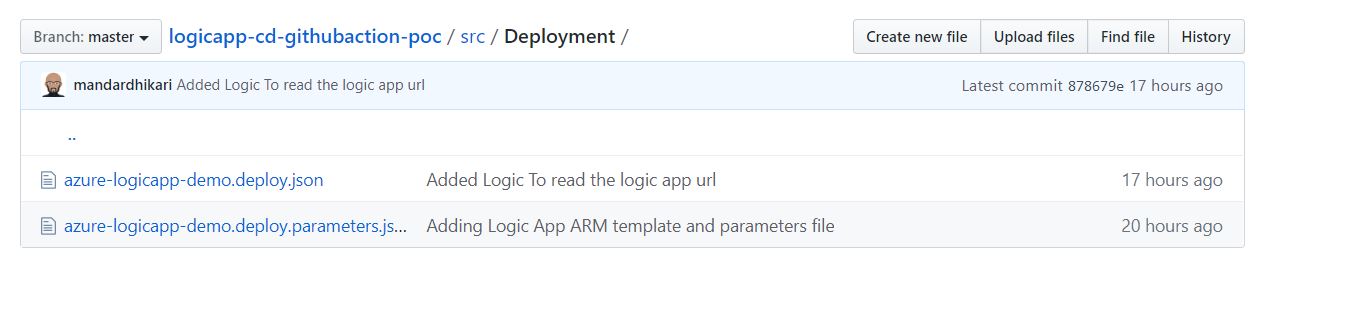 Branch: master logicapp-cd-githubaction-poc / src / Deployment / Create new file Upload files Find file History
mandardhikari Added Logic To read the logic app url Latest commit 878679e 17 hours ago
..
azure-logicapp-demo.deploy.json Added Logic To read the logic app url 17 hours ago
azure-logicapp-demo.deploy.parameters.js... Adding Logic App ARM template and parameters file 20 hours ago